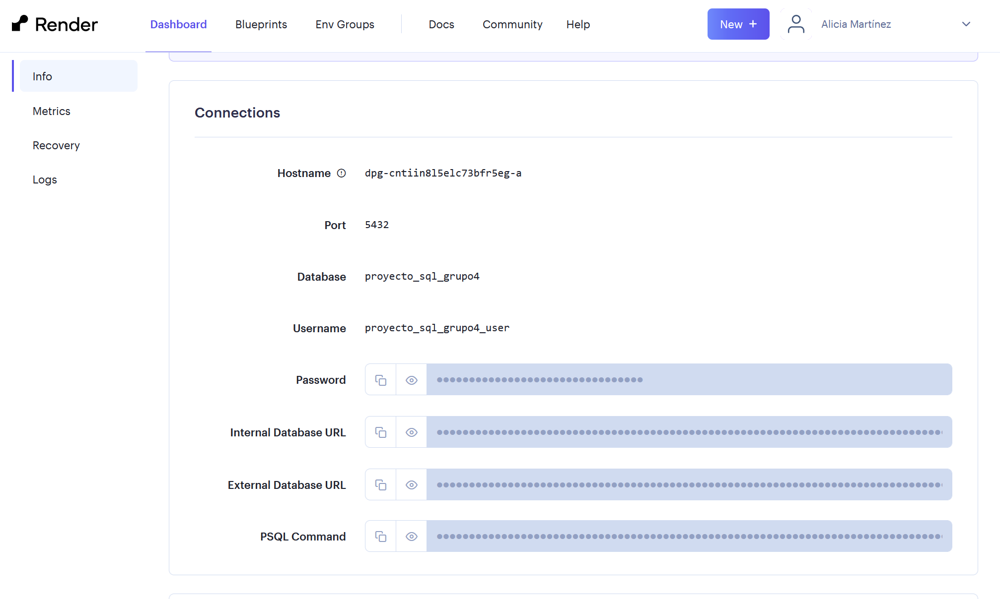 Render
Dashboard
Blueprints
Env Groups
Docs
Community
Help
New +
Alicia Martínez
Info
Metrics
Recovery
Logs
Connections
Hostname dpg-cntiin8l5elc73bfr5eg-a
Port 5432
Database proyecto_sql_grupo4
Username proyecto_sql_grupo4_user
Password
Internal Database URL
External Database URL
PSQL Command